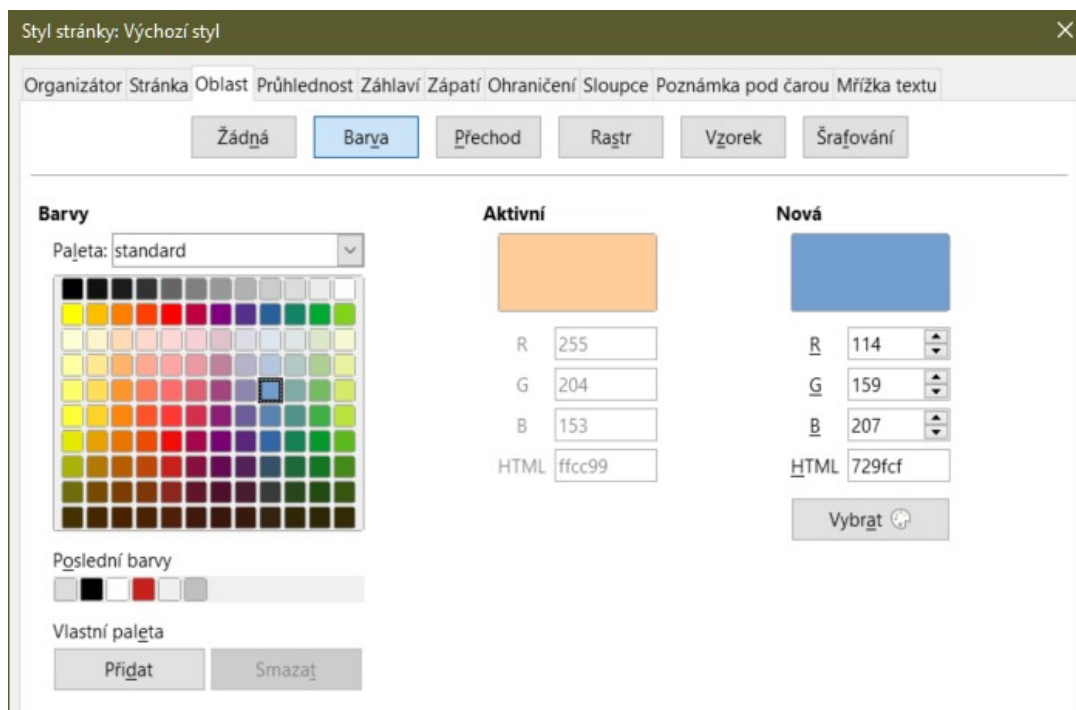 Styl stránky: Výchozí styl
Organizátor Stránka Oblast Průhlednost Záhlaví Zápatí Ohraničení Sloupce Poznámka pod čarou Mřížka textu
Žádná Barva Přechod Rastr Vzorek Šrafování
Barvy Aktivní Nová
Paleta: standard
R 255 R 114
G 204 G 159
B 153 B 207
HTML ffcc99 HTML 729fcf
Vybrat
Poslední barvy
Vlastní paleta
Přidat Smazat